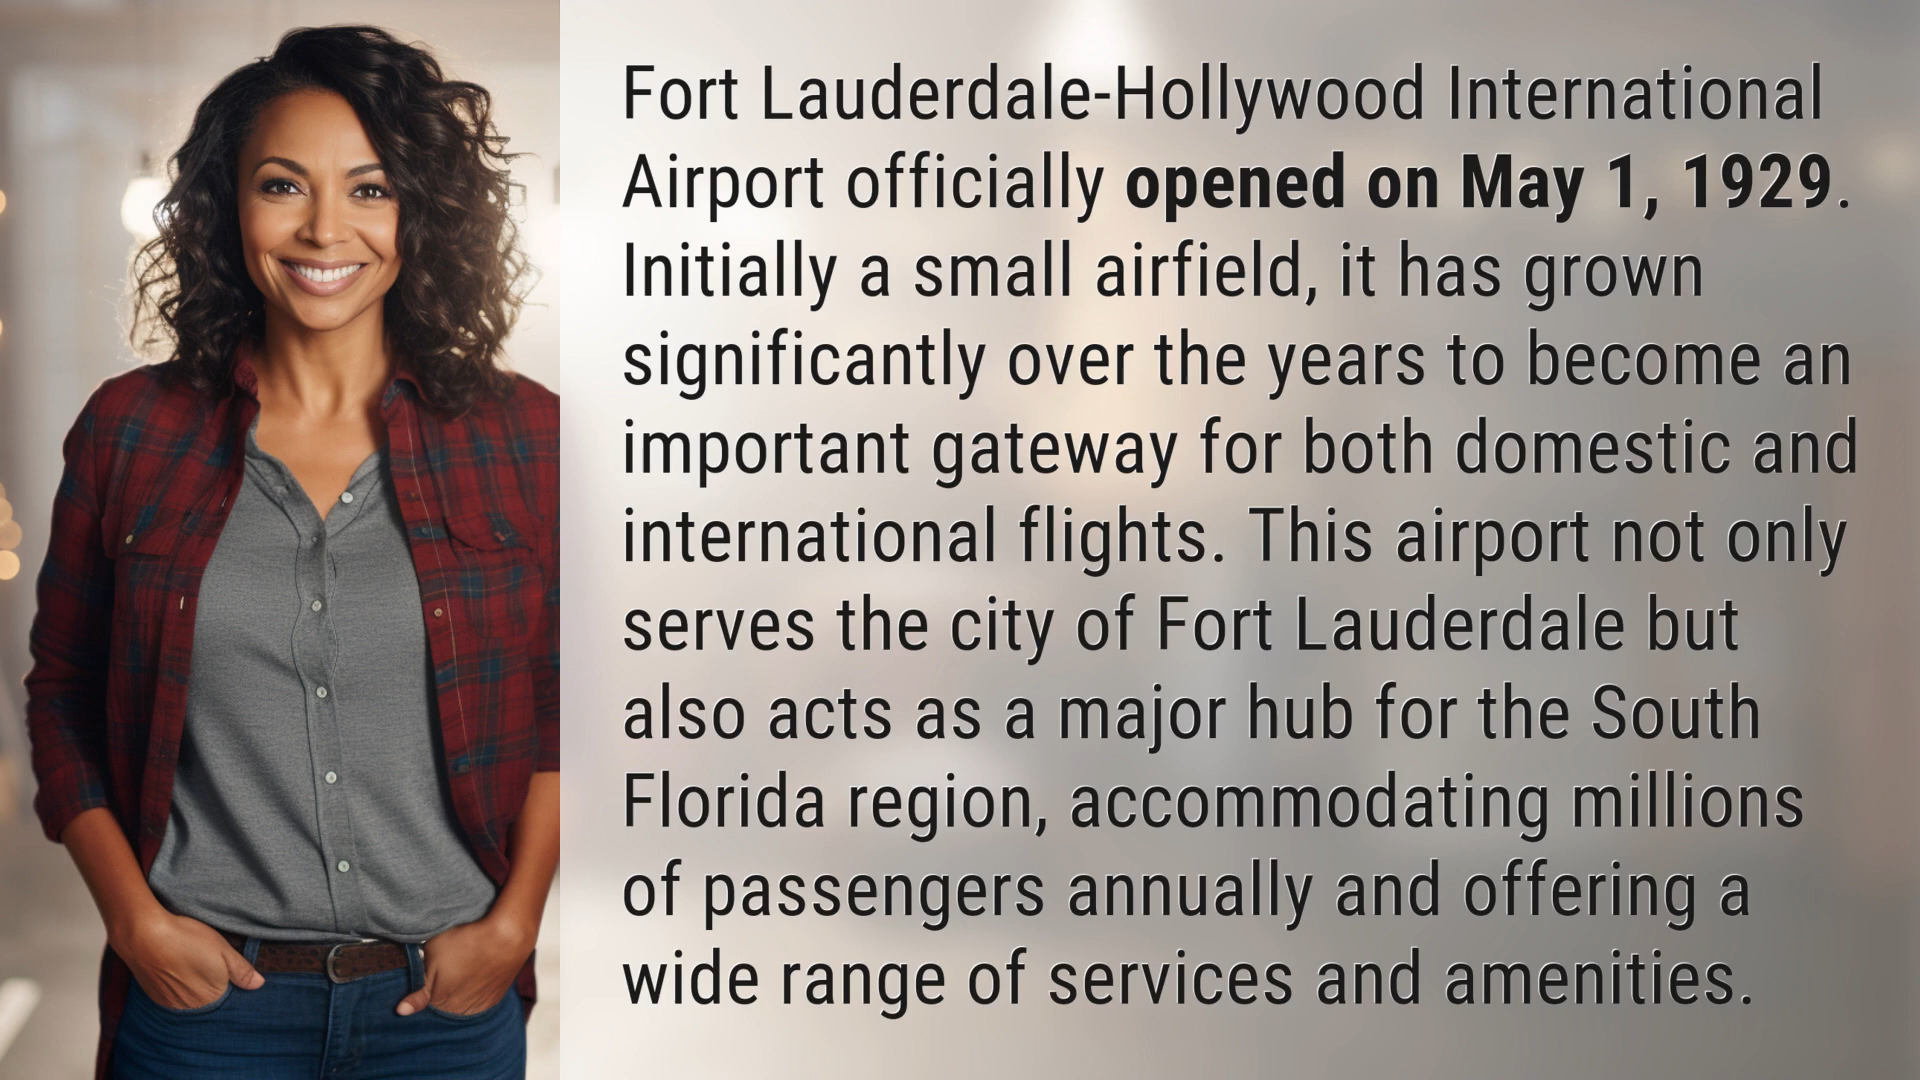 Fort Lauderdale-Hollywood International
Airport officially opened on May 1, 1929.
Initially a small airfield, it has grown
significantly over the years to become an
important gateway for both domestic and
international flights. This airport not only
serves the city of Fort Lauderdale but
also acts as a major hub for the South
Florida region, accommodating millions
of passengers annually and offering a
wide range of services and amenities.